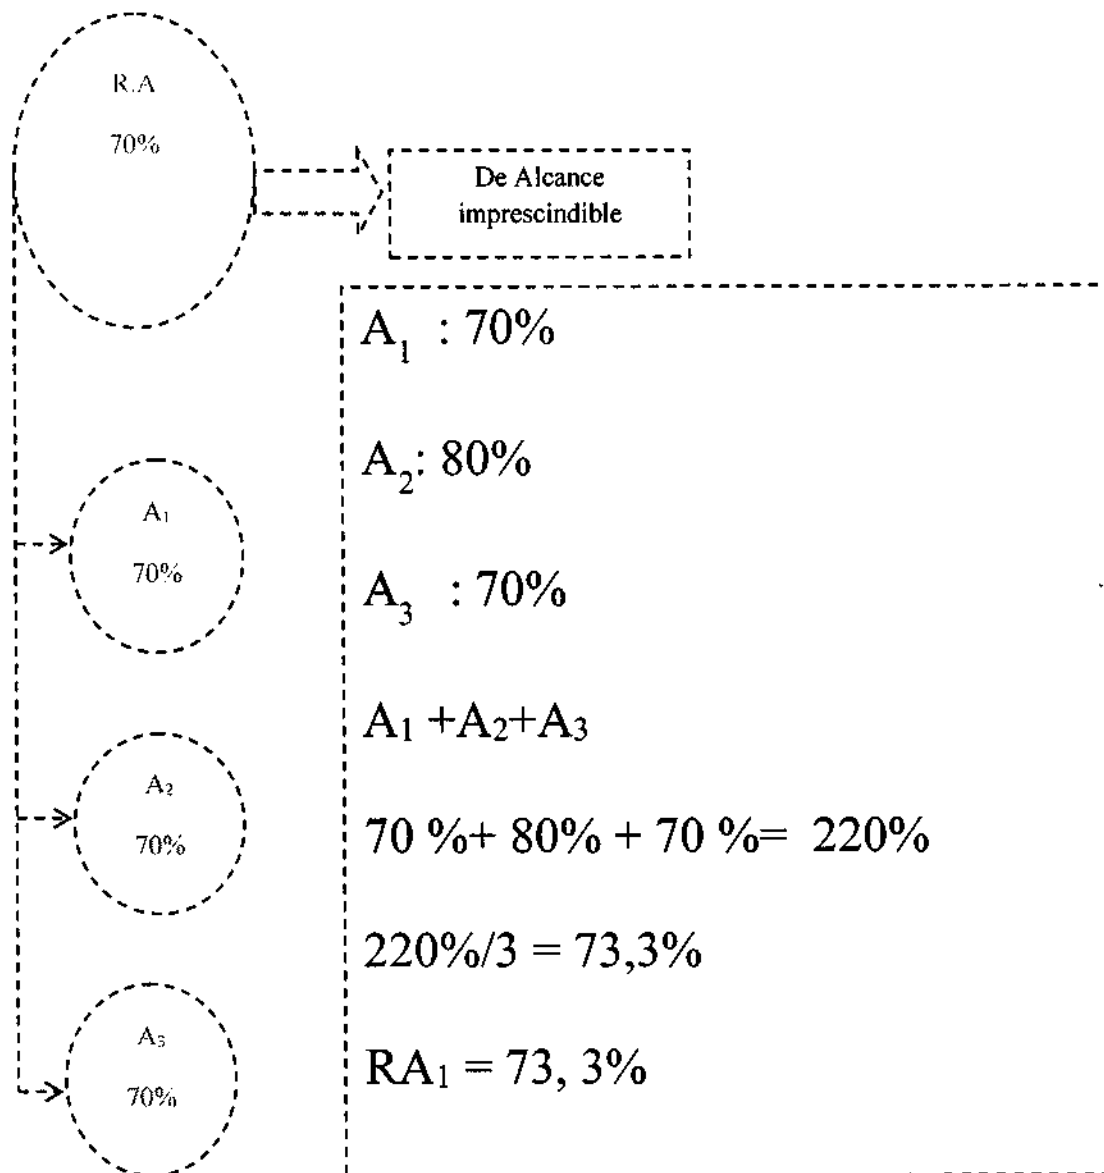 R.A
70%
De Alcance
imprescindible
A₁ : 70%
A₂: 80%
A₃ : 70%
A₁ +A₂+A₃
70 %+ 80% + 70 %= 220%
220%/3 = 73,3%
RA₁ = 73, 3%
A₁
70%
A₂
70%
A₃
70%